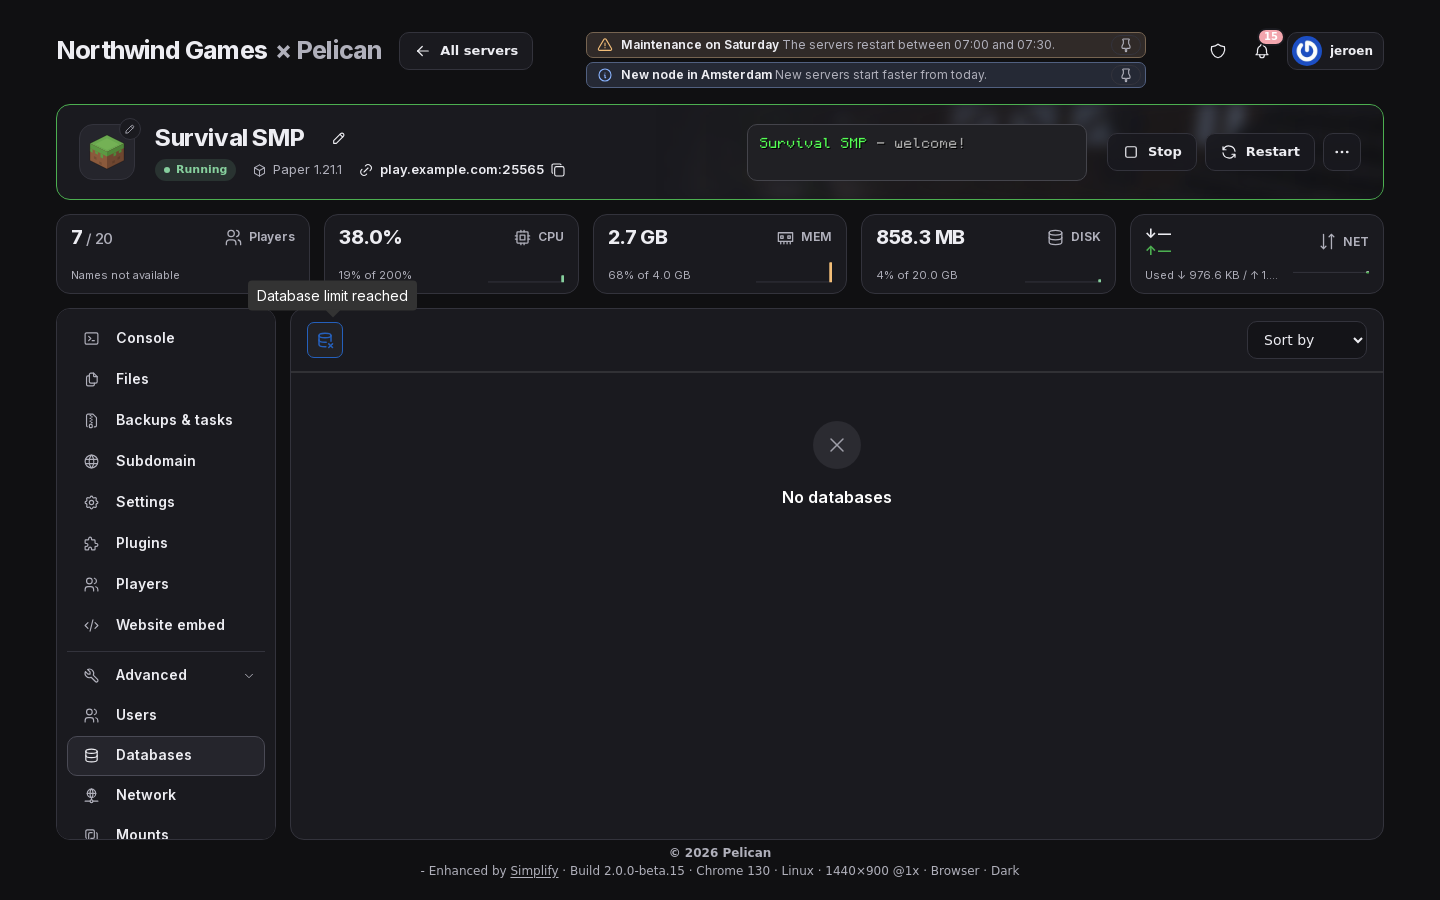 Northwind Games × Pelican
All servers
Maintenance on Saturday The servers restart between 07:00 and 07:30.
New node in Amsterdam New servers start faster from today.
15
jeroen
Survival SMP
Running
Paper 1.21.1
play.example.com:25565
Survival SMP - welcome!
Stop
Restart
7 / 20
Players
Names not available
38.0%
CPU
19% of 200%
2.7 GB
MEM
68% of 4.0 GB
858.3 MB
DISK
4% of 20.0 GB
↓—
↑—
NET
Used ↓ 976.6 KB / ↑ 1....
Database limit reached
Console
Files
Backups & tasks
Subdomain
Settings
Plugins
Players
Website embed
Advanced
Users
Databases
Network
Mounts
Sort by
No databases
© 2026 Pelican
- Enhanced by Simplify · Build 2.0.0-beta.15 · Chrome 130 · Linux · 1440×900 @1x · Browser · Dark